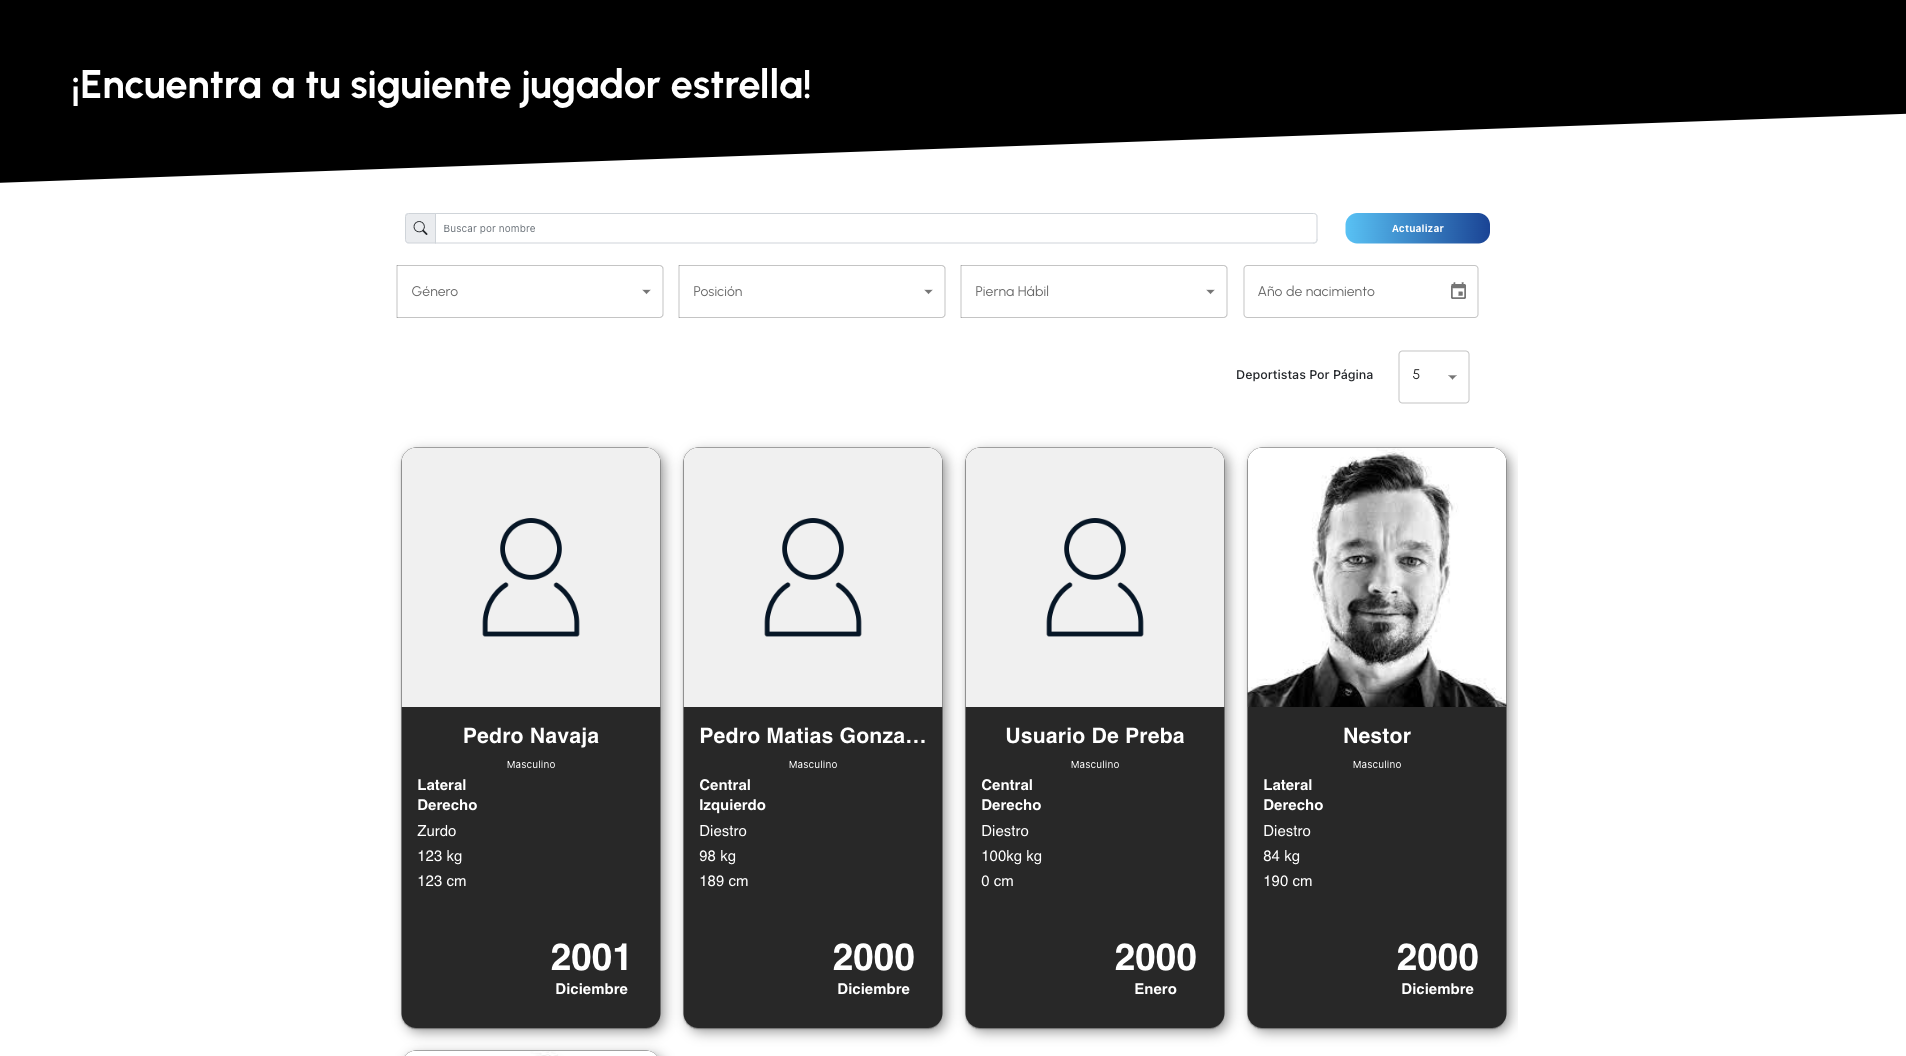 ¡Encuentra a tu siguiente jugador estrella!
Buscar por nombre
Actualizar
Género
Posición
Pierna Hábil
Año de nacimiento
Deportistas Por Página
5
Pedro Navaja
Masculino
Lateral
Derecho
Zurdo
123 kg
123 cm
2001
Diciembre
Pedro Matias Gonza...
Masculino
Central
Izquierdo
Diestro
98 kg
189 cm
2000
Diciembre
Usuario De Preba
Masculino
Central
Derecho
Diestro
100kg kg
0 cm
2000
Enero
Nestor
Masculino
Lateral
Derecho
Diestro
84 kg
190 cm
2000
Diciembre